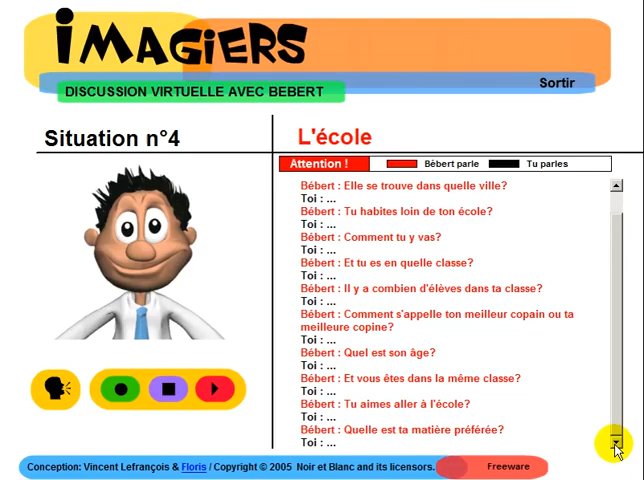 iMAGiERS
Sortir
DISCUSSION VIRTUELLE AVEC BEBERT
Situation n°4
L'école
Attention !
Bébert parle
Tu parles
Bébert : Elle se trouve dans quelle ville?
Toi : ...
Bébert : Tu habites loin de ton école?
Toi : ...
Bébert : Comment tu y vas?
Toi : ...
Bébert : Et tu es en quelle classe?
Toi : ...
Bébert : Il y a combien d'élèves dans ta classe?
Toi : ...
Bébert : Comment s'appelle ton meilleur copain ou ta
meilleure copine?
Toi : ...
Bébert : Quel est son âge?
Toi : ...
Bébert : Et vous êtes dans la même classe?
Toi : ...
Bébert : Tu aimes aller à l'école?
Toi : ...
Bébert : Quelle est ta matière préférée?
Toi : ...
Conception: Vincent Lefrançois & Floris / Copyright © 2005 Noir et Blanc and its licensors.
Freeware